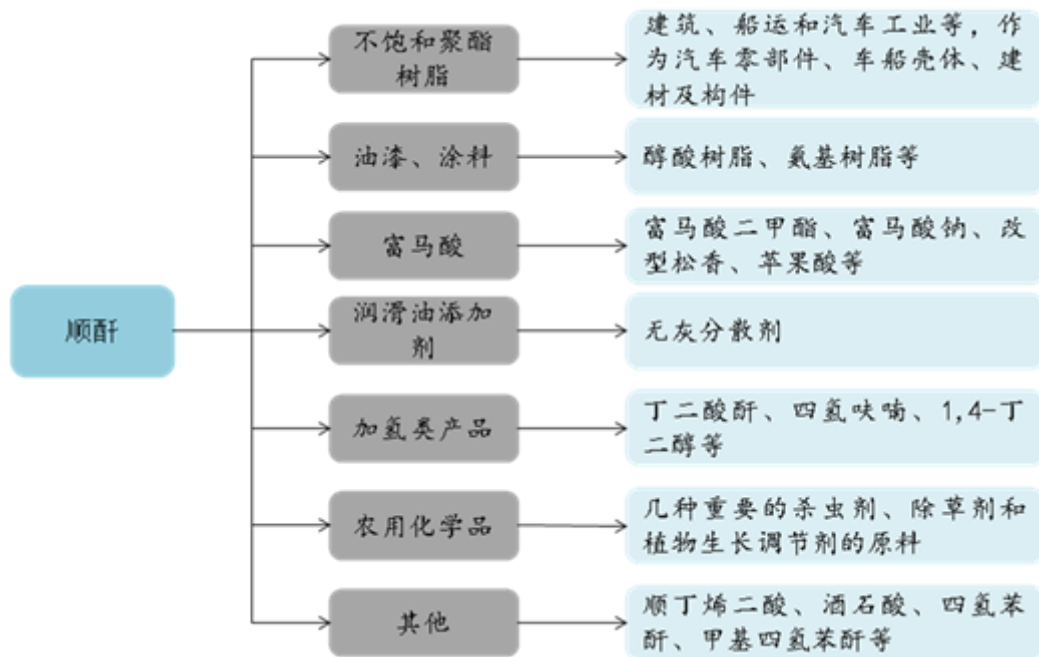 不饱和聚酯
树脂
建筑、船运和汽车工业等，作
为汽车零部件、车船壳体、建
材及构件
油漆、涂料
醇酸树脂、氨基树脂等
富马酸
富马酸二甲酯、富马酸钠、改
型松香、苹果酸等
顺酐
润滑油添加
剂
无灰分散剂
加氢类产品
丁二酸酐、四氢呋喃、1,4-丁
二醇等
农用化学品
几种重要的杀虫剂、除草剂和
植物生长调节剂的原料
其他
顺丁烯二酸、酒石酸、四氢苯
酐、甲基四氢苯酐等